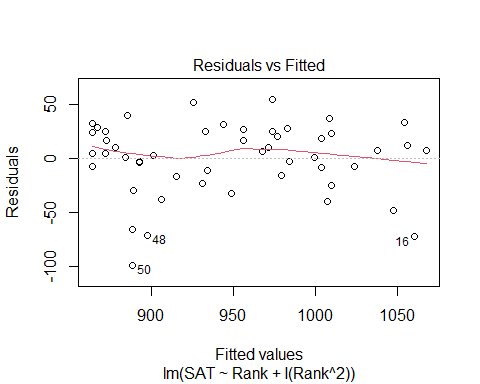 Residuals vs Fitted
Residuals
50
0
-50
-100
48
50
16
900
950
1000
1050
Fitted values
lm(SAT ~ Rank + I(Rank^2))